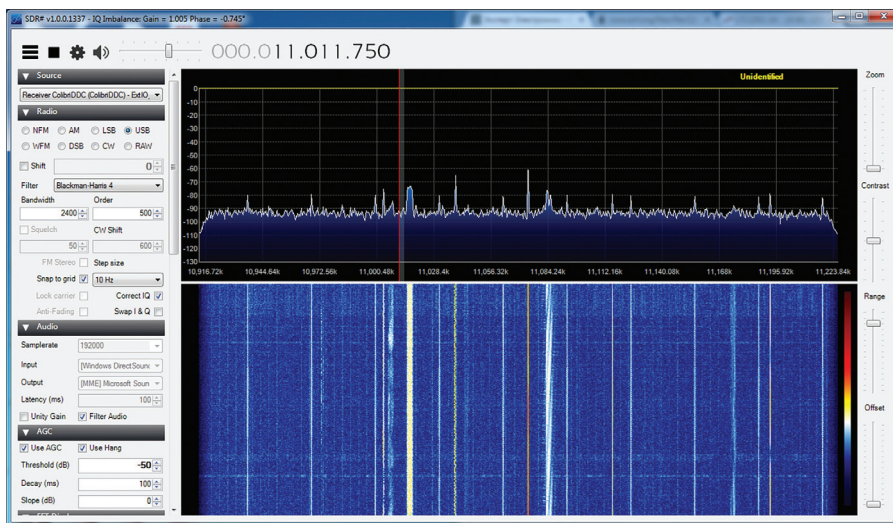 SDR# v1.0.0.1337 - IQ Imbalance: Gain = 1.005 Phase = -0.745°
000.011.011.750
▼ Source
Receiver ColibriDDC (ColibriDDC) - ExtIO_
▼ Radio
NFM AM LSB USB
WFM DSB CW RAW
Shift 0
Filter Blackman-Harris 4
Bandwidth Order
2400 500
Squelch CW Shift
50 600
FM Stereo Step size
Snap to grid 10 Hz
Lock carrier Correct IQ
Anti-Fading Swap I & Q
▼ Audio
Samplerate 192000
Input [Windows DirectSounc
Output [MME] Microsoft Soun
Latency (ms) 100
Unity Gain Filter Audio
▼ AGC
Use AGC Use Hang
Threshold (dB) -50
Decay (ms) 100
Slope (dB) 0
Unidentified
0
-10
-20
-30
-40
-50
-60
-70
-80
-90
-100
-110
-120
-130
10,916.72k 10,944.64k 10,972.56k 11,000.48k 11,028.4k 11,056.32k 11,084.24k 11,112.16k 11,140.08k 11,168k 11,195.92k 11,223.84k
Zoom
Contrast
Range
Offset